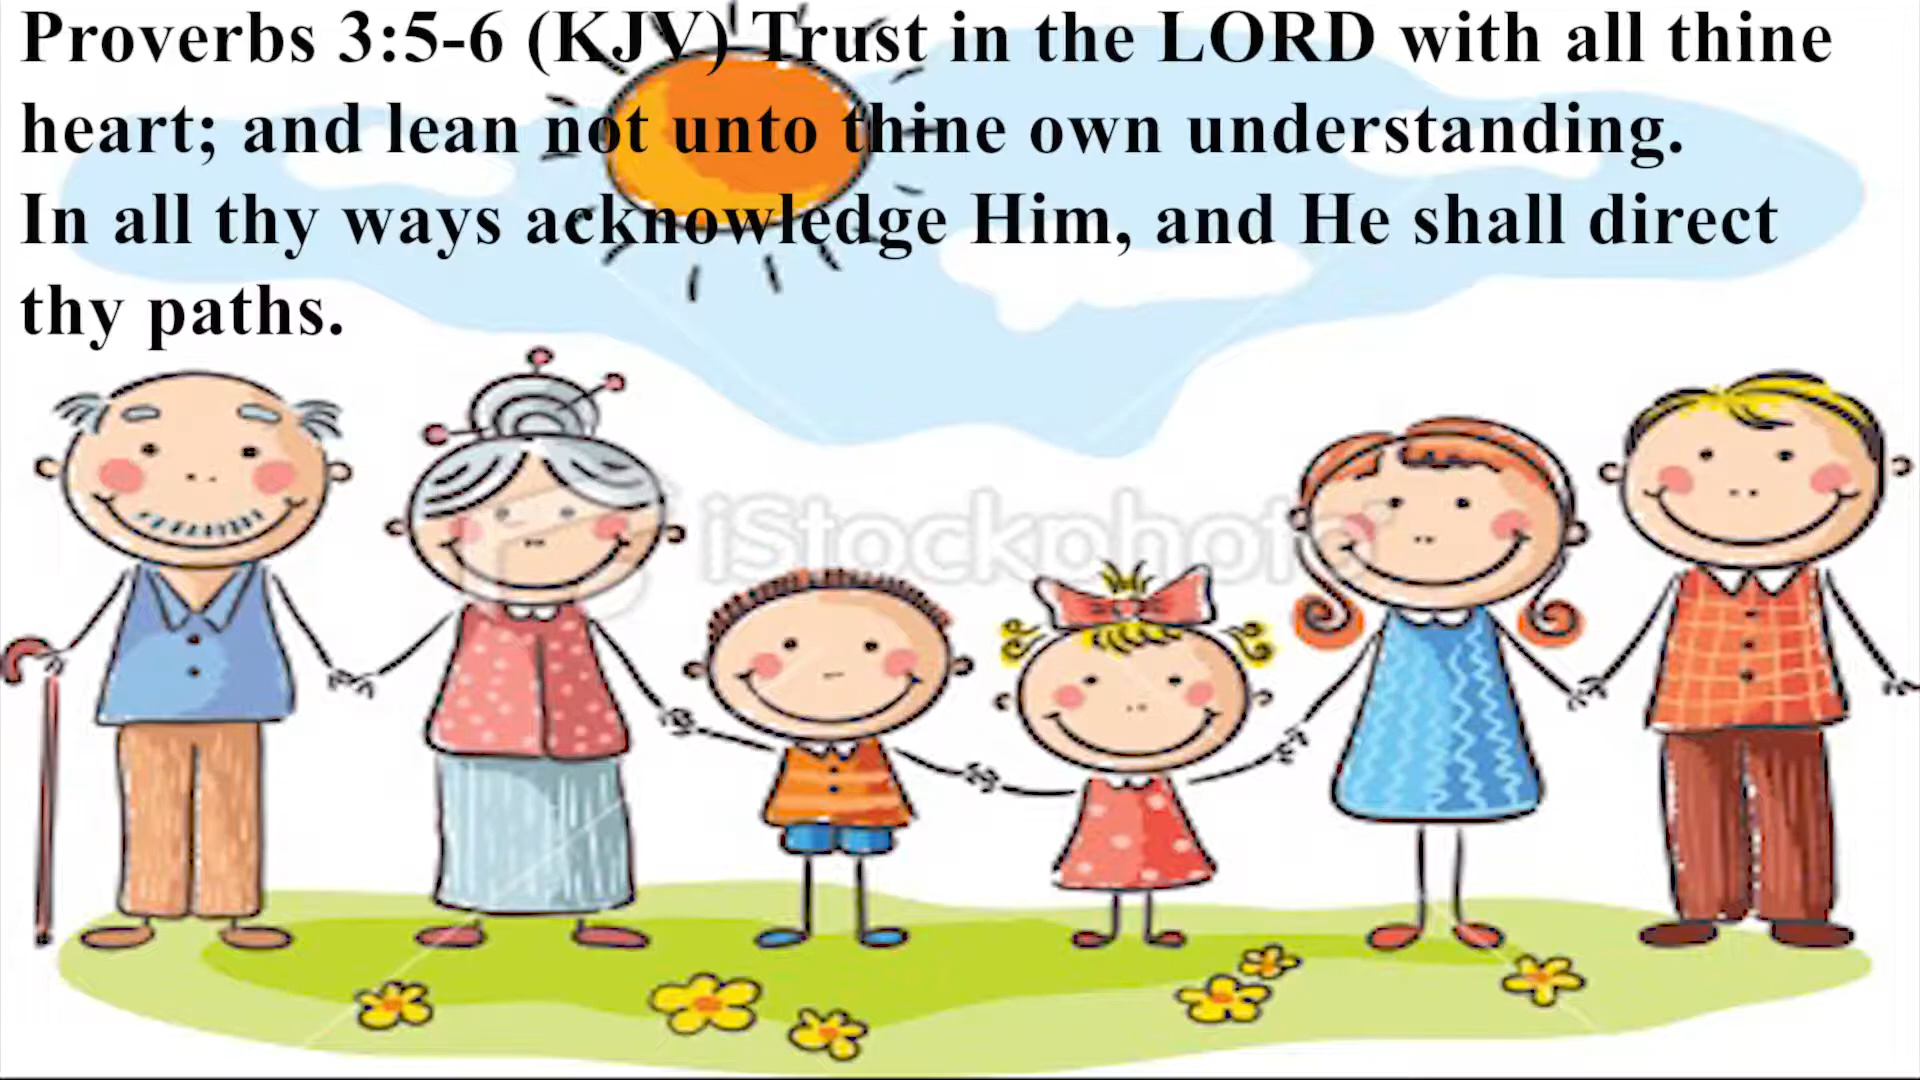 Proverbs 3:5-6 (KJV) Trust in the LORD with all thine
heart; and lean not unto thine own understanding.
In all thy ways acknowledge Him, and He shall direct
thy paths.
iStockphoto